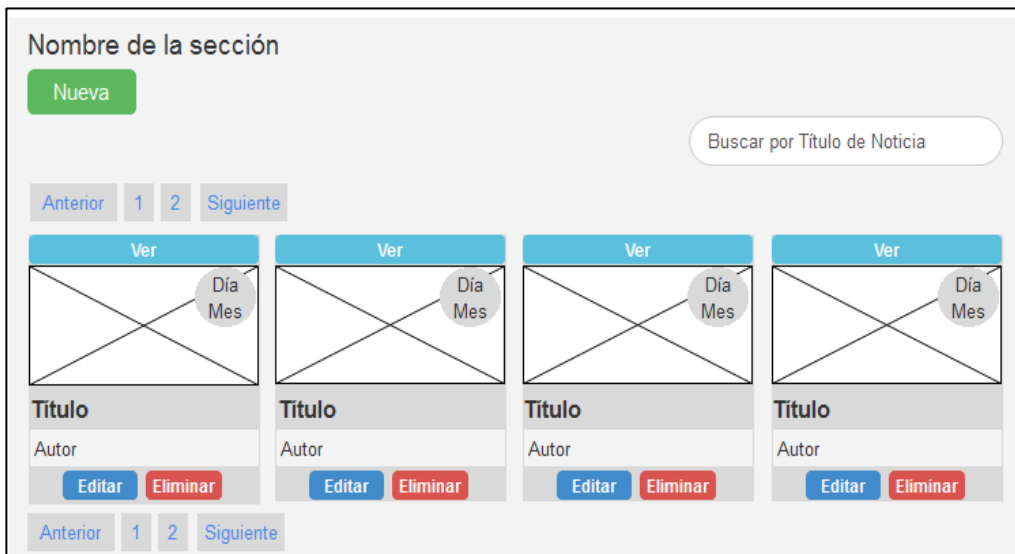 Nombre de la sección
Nueva
Buscar por Título de Noticia
Anterior 1 2 Siguiente
Ver Ver Ver Ver
Día Día Día Día
Mes Mes Mes Mes
Título Título Título Título
Autor Autor Autor Autor
Editar Eliminar Editar Eliminar Editar Eliminar Editar Eliminar
Anterior 1 2 Siguiente